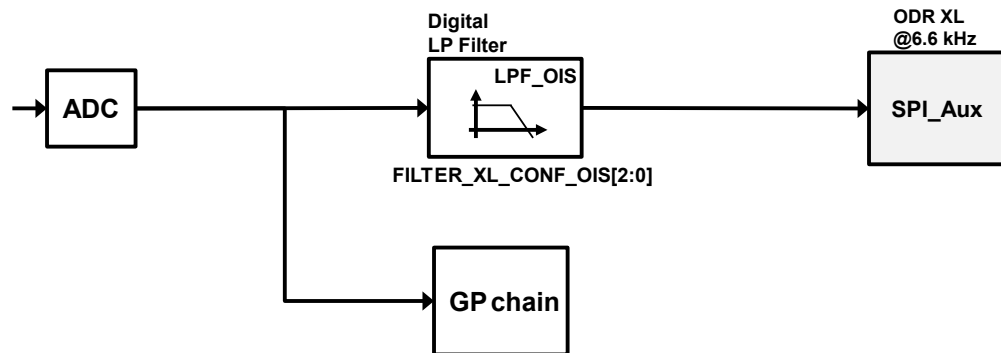 Digital
LP Filter
ODR XL
@6.6 kHz
ADC
LPF_OIS
SPI_Aux
FILTER_XL_CONF_OIS[2:0]
GP chain